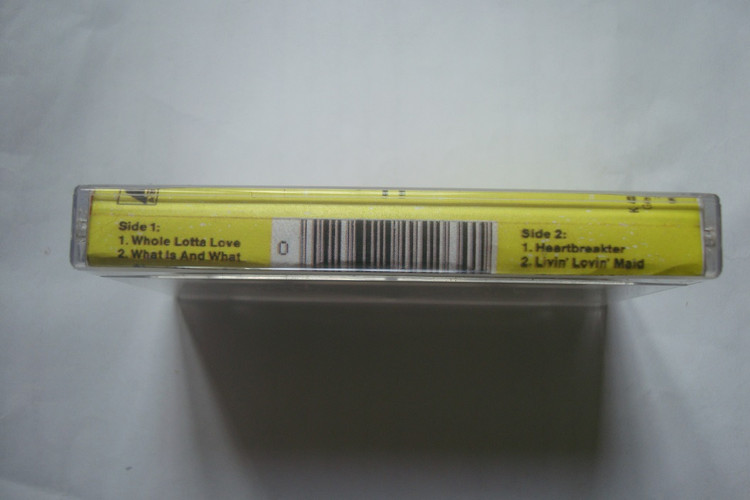 Side 1:
1. Whole Lotta Love
2. What Is And What
0
Side 2:
1. Heartbreakter
2. Livin' Lovin' Maid